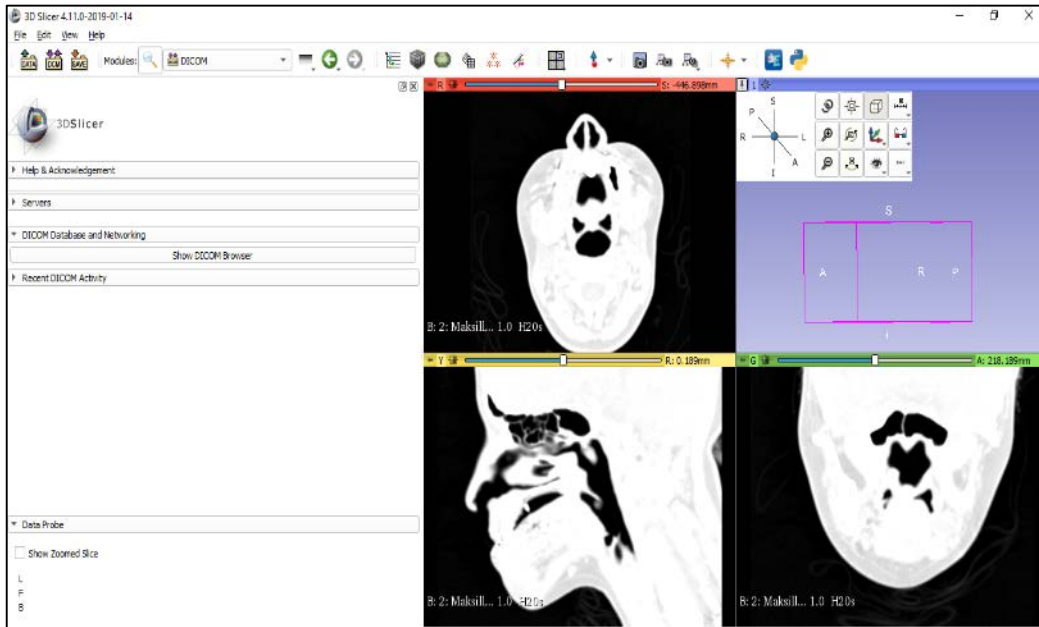 3D Slicer 4.11.0-2019-01-14
File Edit View Help
DATA DCM SAVE Modules: DICOM
R S: -446.898mm
1
3DSlicer
Help & Acknowledgement
Servers
DICOM Database and Networking
Show DICOM Browser
Recent DICOM Activity
S
P
R L
A
I
S
A R P
I
B: 2: Maksill... 1.0 H20s
Y R: 0.189mm
G A: 218.189mm
Data Probe
Show Zoomed Slice
L
F
B
B: 2: Maksill... 1.0 H20s
B: 2: Maksill... 1.0 H20s